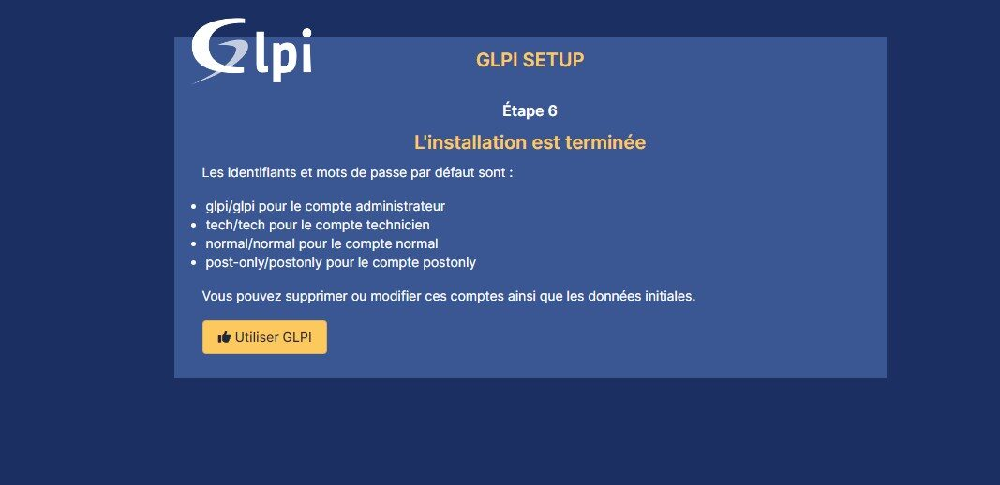 Glpi
GLPI SETUP
Étape 6
L'installation est terminée
Les identifiants et mots de passe par défaut sont :
glpi/glpi pour le compte administrateur
tech/tech pour le compte technicien
normal/normal pour le compte normal
post-only/postonly pour le compte postonly
Vous pouvez supprimer ou modifier ces comptes ainsi que les données initiales.
Utiliser GLPI